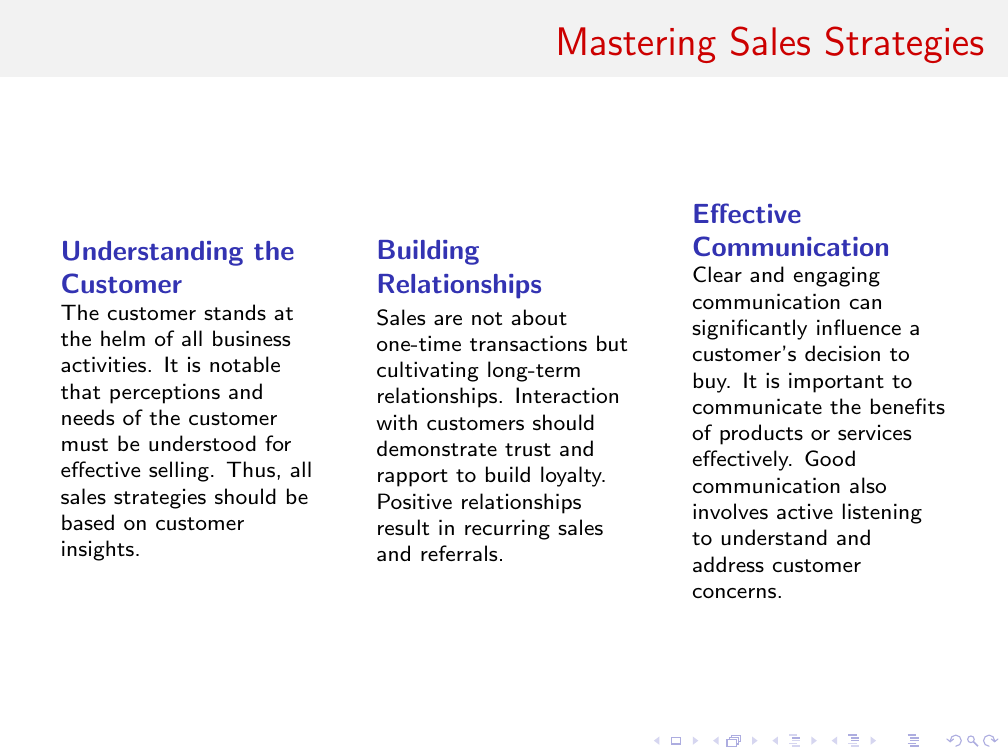 Mastering Sales Strategies
Understanding the
Customer
The customer stands at
the helm of all business
activities. It is notable
that perceptions and
needs of the customer
must be understood for
effective selling. Thus, all
sales strategies should be
based on customer
insights.
Building
Relationships
Sales are not about
one-time transactions but
cultivating long-term
relationships. Interaction
with customers should
demonstrate trust and
rapport to build loyalty.
Positive relationships
result in recurring sales
and referrals.
Effective
Communication
Clear and engaging
communication can
significantly influence a
customer's decision to
buy. It is important to
communicate the benefits
of products or services
effectively. Good
communication also
involves active listening
to understand and
address customer
concerns.